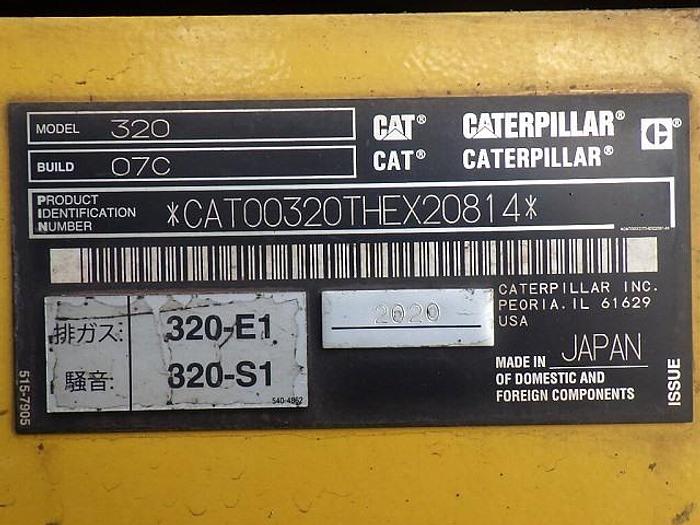 MODEL 320 CAT® CATERPILLAR® C®
BUILD 07C CAT® CATERPILLAR®
PRODUCT
IDENTIFICATION
NUMBER
*CAT00320THEX20814*
CATERPILLAR INC.
PEORIA, IL 61629
USA
排ガス: 320-E1
騒音: 320-S1
540-4862
2020
MADE IN JAPAN
OF DOMESTIC AND
FOREIGN COMPONENTS
ISSUE
515-7905